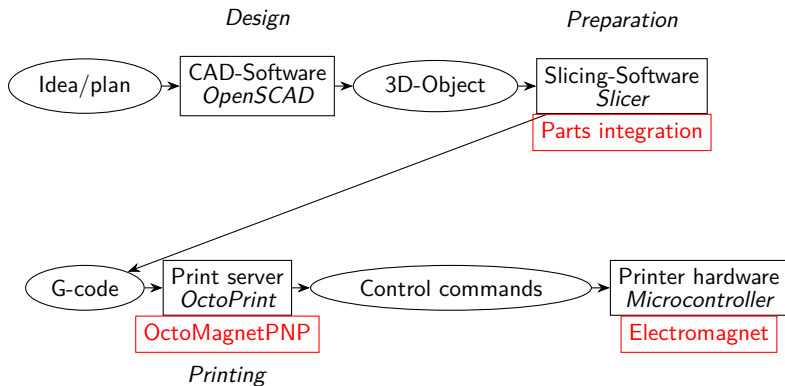 Design
Preparation
Idea/plan
CAD-Software
OpenSCAD
3D-Object
Slicing-Software
Slicer
Parts integration
G-code
Print server
OctoPrint
OctoMagnetPNP
Control commands
Printer hardware
Microcontroller
Electromagnet
Printing